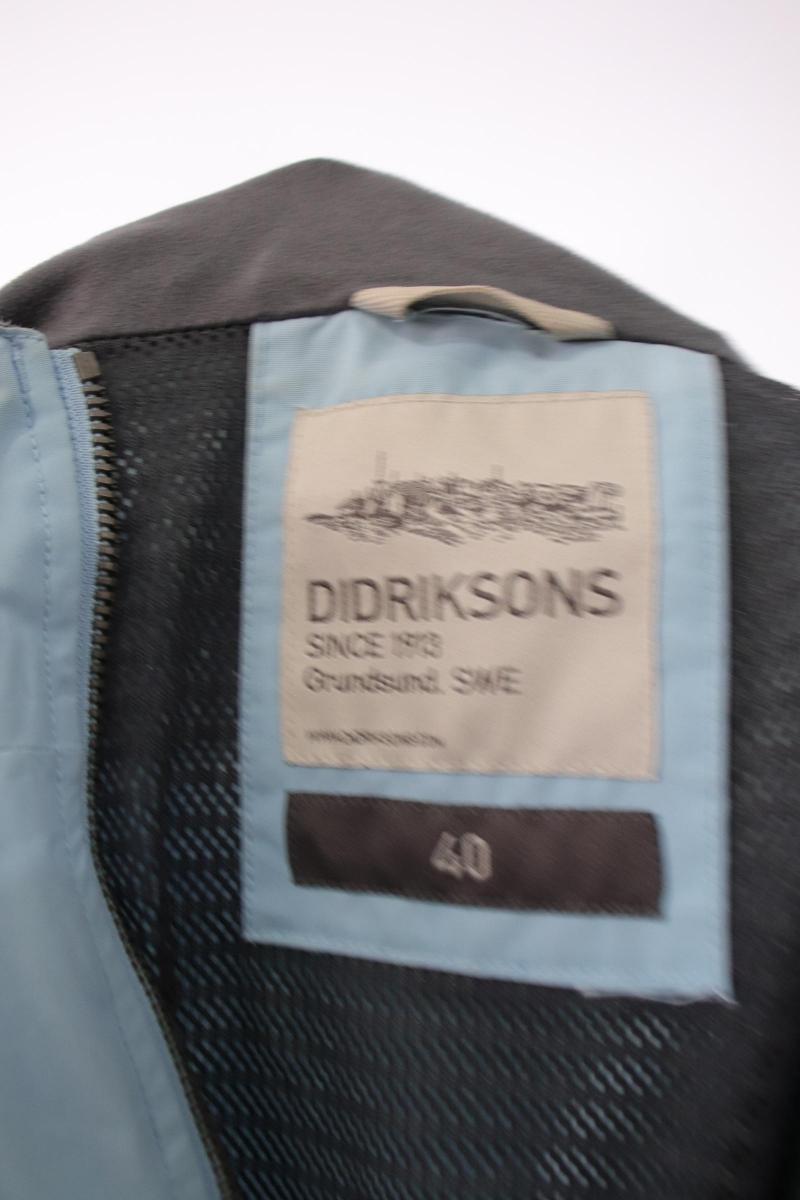 DIDRIKSONS
SINCE 1913
Grundsund. SWE
40